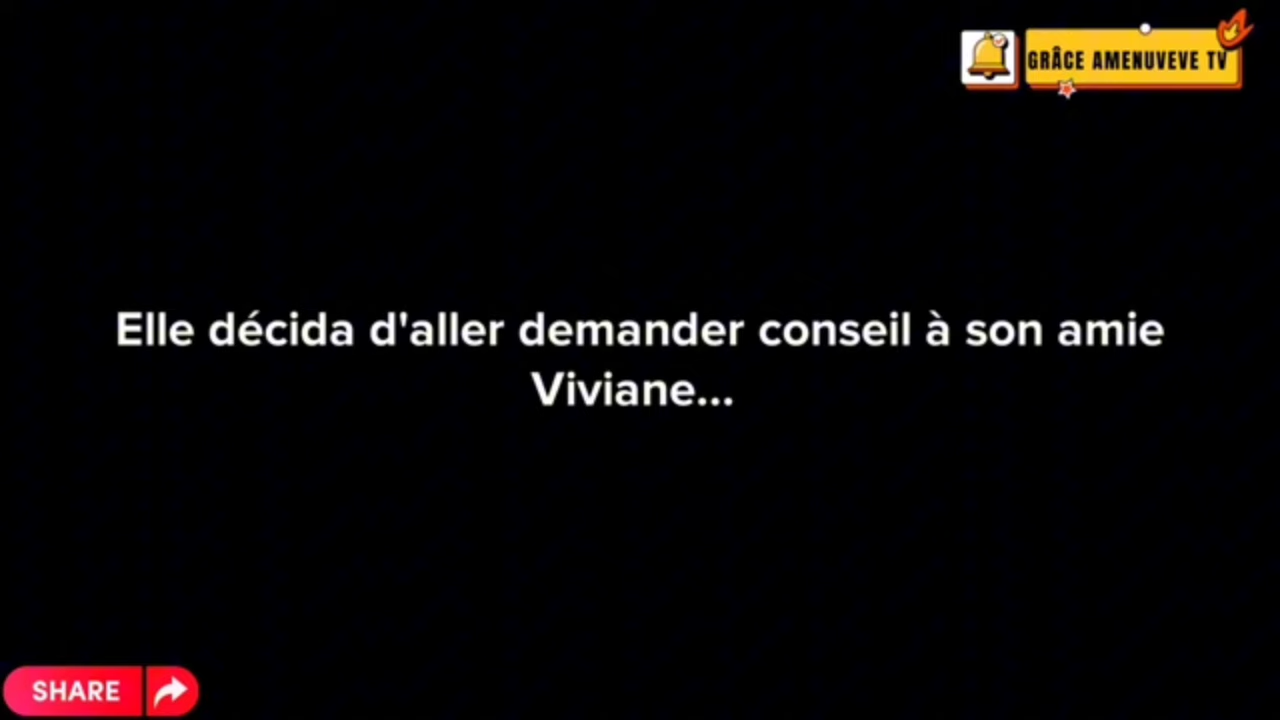 GRÂCE AMENUVEVE TV
Elle décida d'aller demander conseil à son amie
Viviane...
SHARE